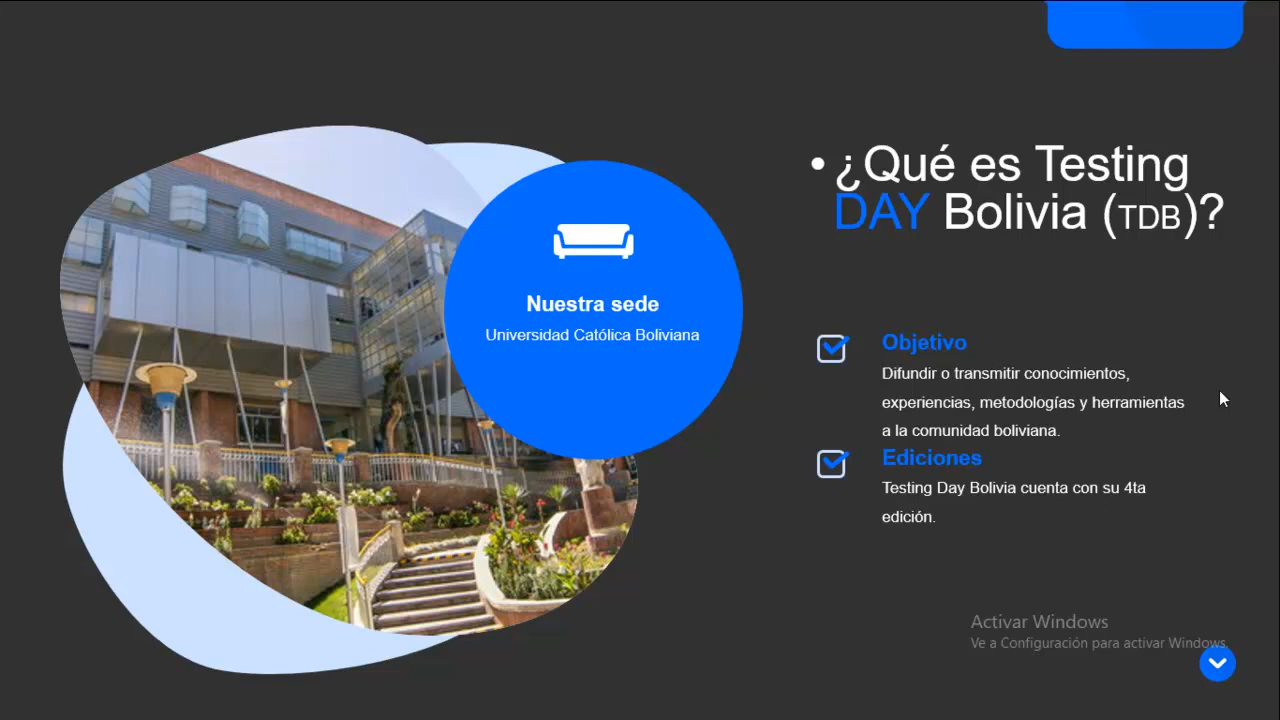 • ¿Qué es Testing
DAY Bolivia (TDB)?
Nuestra sede
Universidad Católica Boliviana
Objetivo
Difundir o transmitir conocimientos,
experiencias, metodologías y herramientas
a la comunidad boliviana.
Ediciones
Testing Day Bolivia cuenta con su 4ta
edición.
Activar Windows
Ve a Configuración para activar Windows.